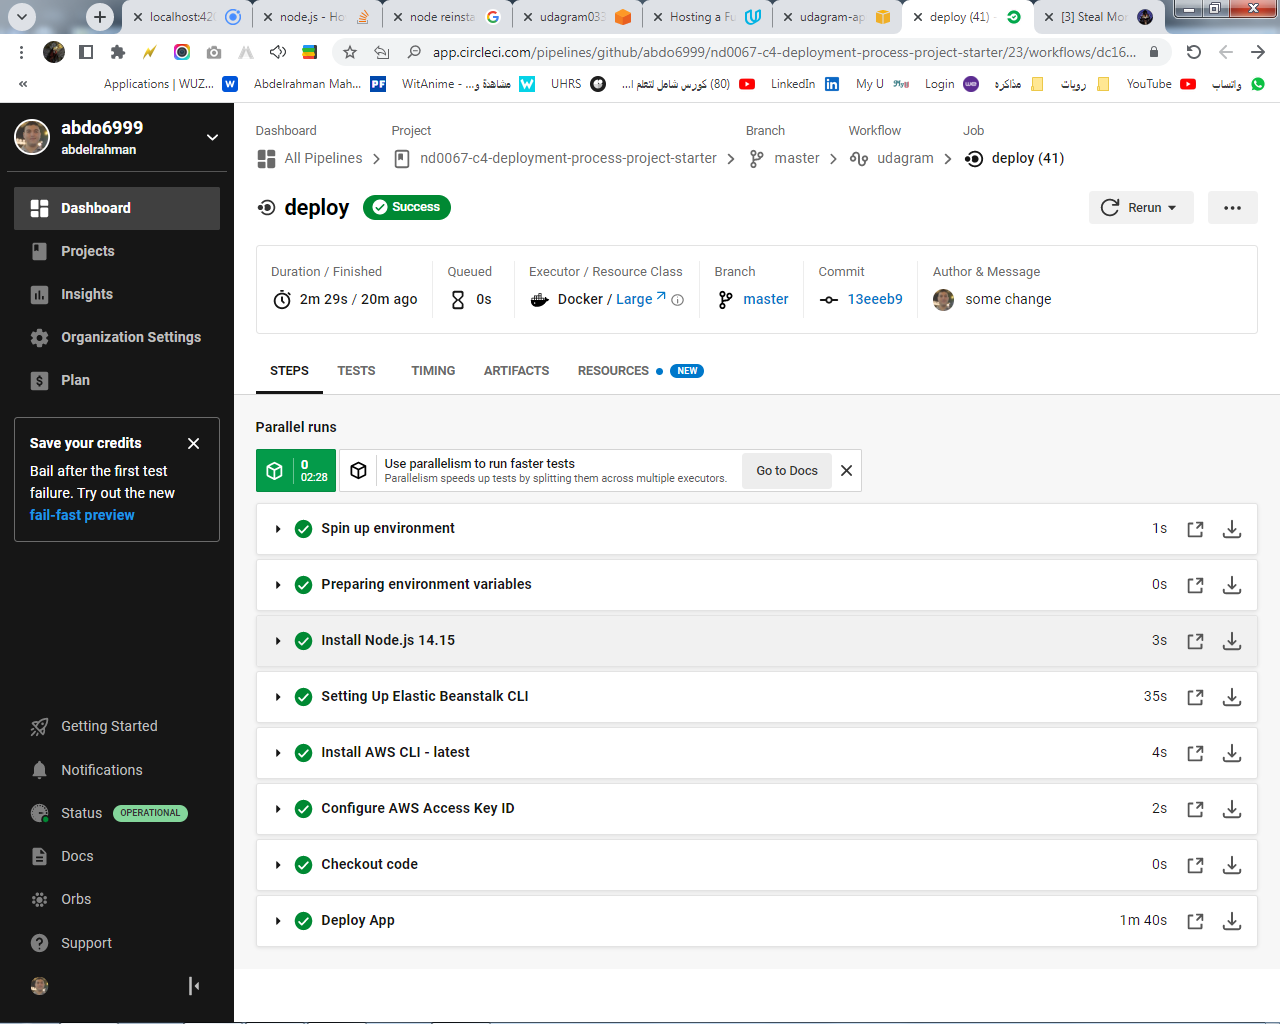 localhost:42
node.js - Ho
node reinsta
udagram033
Hosting a Fu
udagram-ap
deploy (41) -
[3] Steal Mo
app.circleci.com/pipelines/github/abdo6999/nd0067-c4-deployment-process-project-starter/23/workflows/dc16...
«
Applications | WUZ...
Abdelrahman Mah...
WitAnime - مشاهدة و...
UHRS
(80) كورس شامل لتعلم ا...
LinkedIn
My U
Login
مذاكره
رويات
YouTube
واتساب
abdo6999
abdelrahman
Dashboard
Projects
Insights
Organization Settings
Plan
Save your credits
Bail after the first test
failure. Try out the new
fail-fast preview
Getting Started
Notifications
Status OPERATIONAL
Docs
Orbs
Support
Dashboard Project Branch Workflow Job
All Pipelines nd0067-c4-deployment-process-project-starter master udagram deploy (41)
deploy Success
Rerun
Duration / Finished Queued Executor / Resource Class Branch Commit Author & Message
2m 29s / 20m ago 0s Docker / Large master 13eeeb9 some change
STEPS TESTS TIMING ARTIFACTS RESOURCES NEW
Parallel runs
0
02:28
Use parallelism to run faster tests
Parallelism speeds up tests by splitting them across multiple executors.
Go to Docs
Spin up environment 1s
Preparing environment variables 0s
Install Node.js 14.15 3s
Setting Up Elastic Beanstalk CLI 35s
Install AWS CLI - latest 4s
Configure AWS Access Key ID 2s
Checkout code 0s
Deploy App 1m 40s